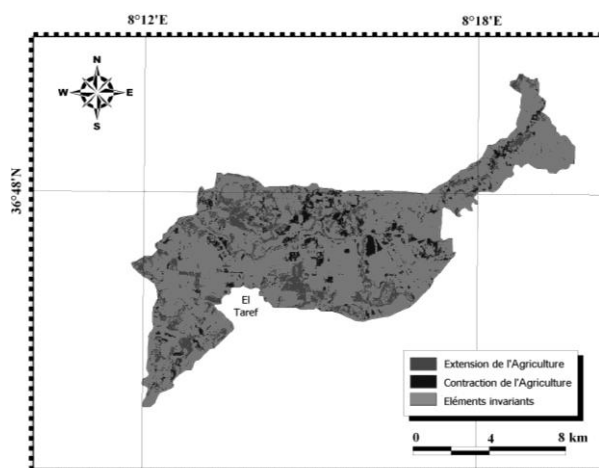 8°12'E 8°18'E
N
W E
S
36°48'N
El
Taref
Extension de l'Agriculture
Contraction de l'Agriculture
Eléments invariants
0 4 8 km